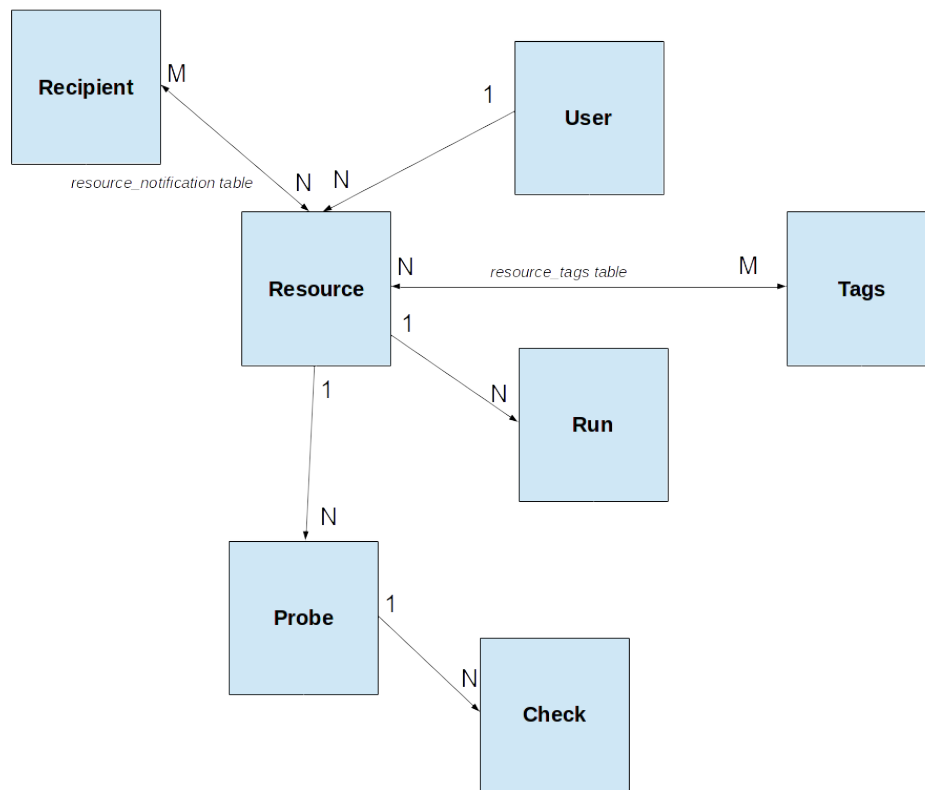 Recipient
M
1
User
resource_notification table
N
N
Resource
N
resource_tags table
M
Tags
1
N
Run
1
N
Probe
1
N
Check